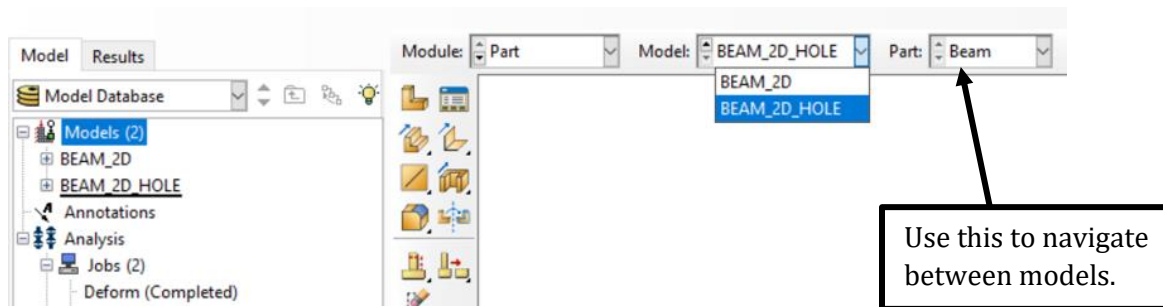 Model Results
Module: Part Model: BEAM_2D_HOLE Part: Beam
BEAM_2D
BEAM_2D_HOLE
Model Database
Models (2)
BEAM_2D
BEAM_2D_HOLE
Annotations
Analysis
Jobs (2)
Deform (Completed)
Use this to navigate
between models.